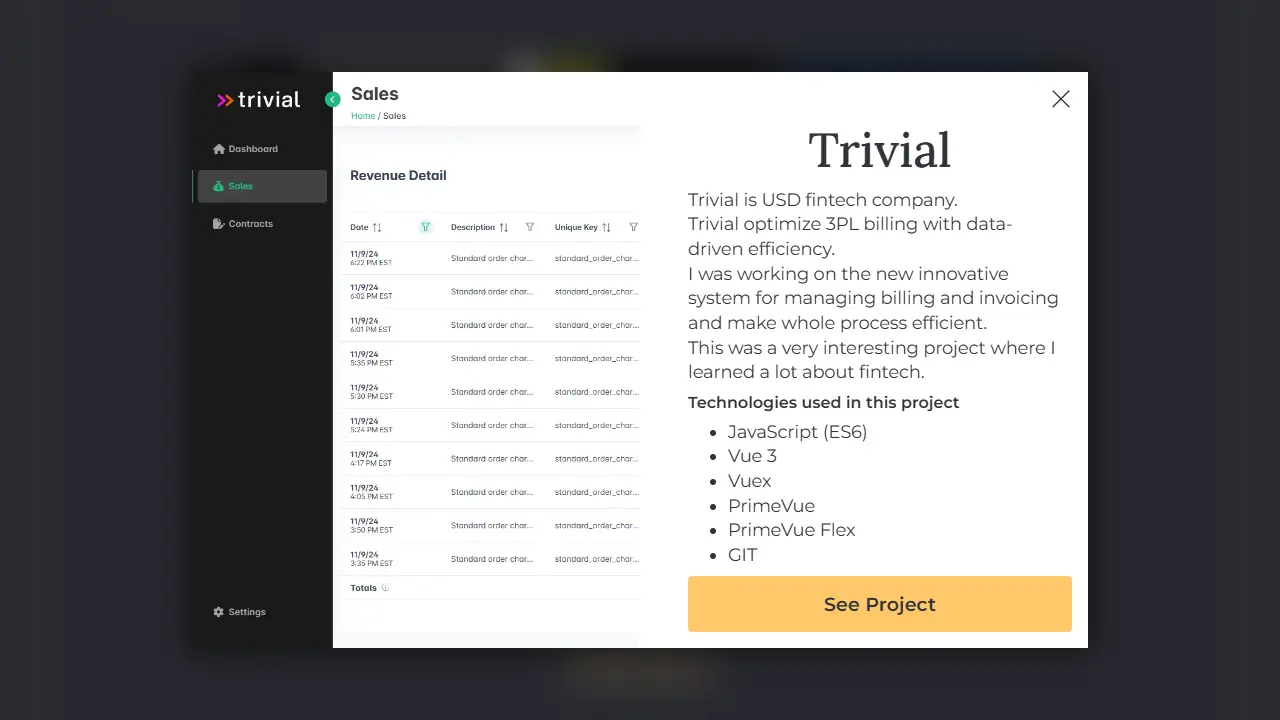 trivial
Dashboard
Sales
Contracts
Settings
Sales
Home / Sales
Revenue Detail
Date Description Unique Key
11/9/24
6:22 PM EST
Standard order char... standard_order_char...
11/9/24
6:02 PM EST
Standard order char... standard_order_char...
11/9/24
6:01 PM EST
Standard order char... standard_order_char...
11/9/24
5:35 PM EST
Standard order char... standard_order_char...
11/9/24
5:30 PM EST
Standard order char... standard_order_char...
11/9/24
5:24 PM EST
Standard order char... standard_order_char...
11/9/24
4:17 PM EST
Standard order char... standard_order_char...
11/9/24
4:05 PM EST
Standard order char... standard_order_char...
11/9/24
3:50 PM EST
Standard order char... standard_order_char...
11/9/24
3:35 PM EST
Standard order char... standard_order_char...
Totals
Trivial
Trivial is USD fintech company.
Trivial optimize 3PL billing with data-
driven efficiency.
I was working on the new innovative
system for managing billing and invoicing
and make whole process efficient.
This was a very interesting project where I
learned a lot about fintech.
Technologies used in this project
JavaScript (ES6)
Vue 3
Vuex
PrimeVue
PrimeVue Flex
GIT
See Project